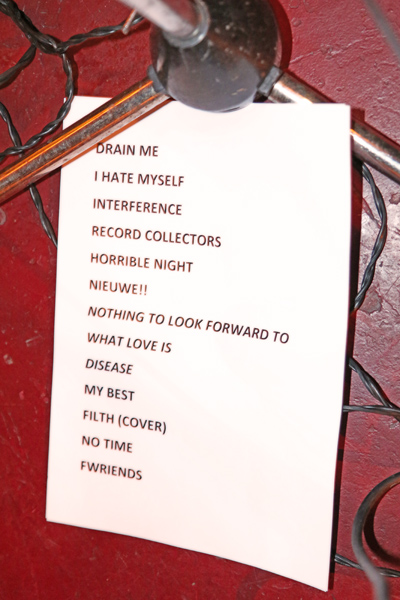 DRAIN ME
I HATE MYSELF
INTERFERENCE
RECORD COLLECTORS
HORRIBLE NIGHT
NIEUWE!!
NOTHING TO LOOK FORWARD TO
WHAT LOVE IS
DISEASE
MY BEST
FILTH (COVER)
NO TIME
FWRIENDS